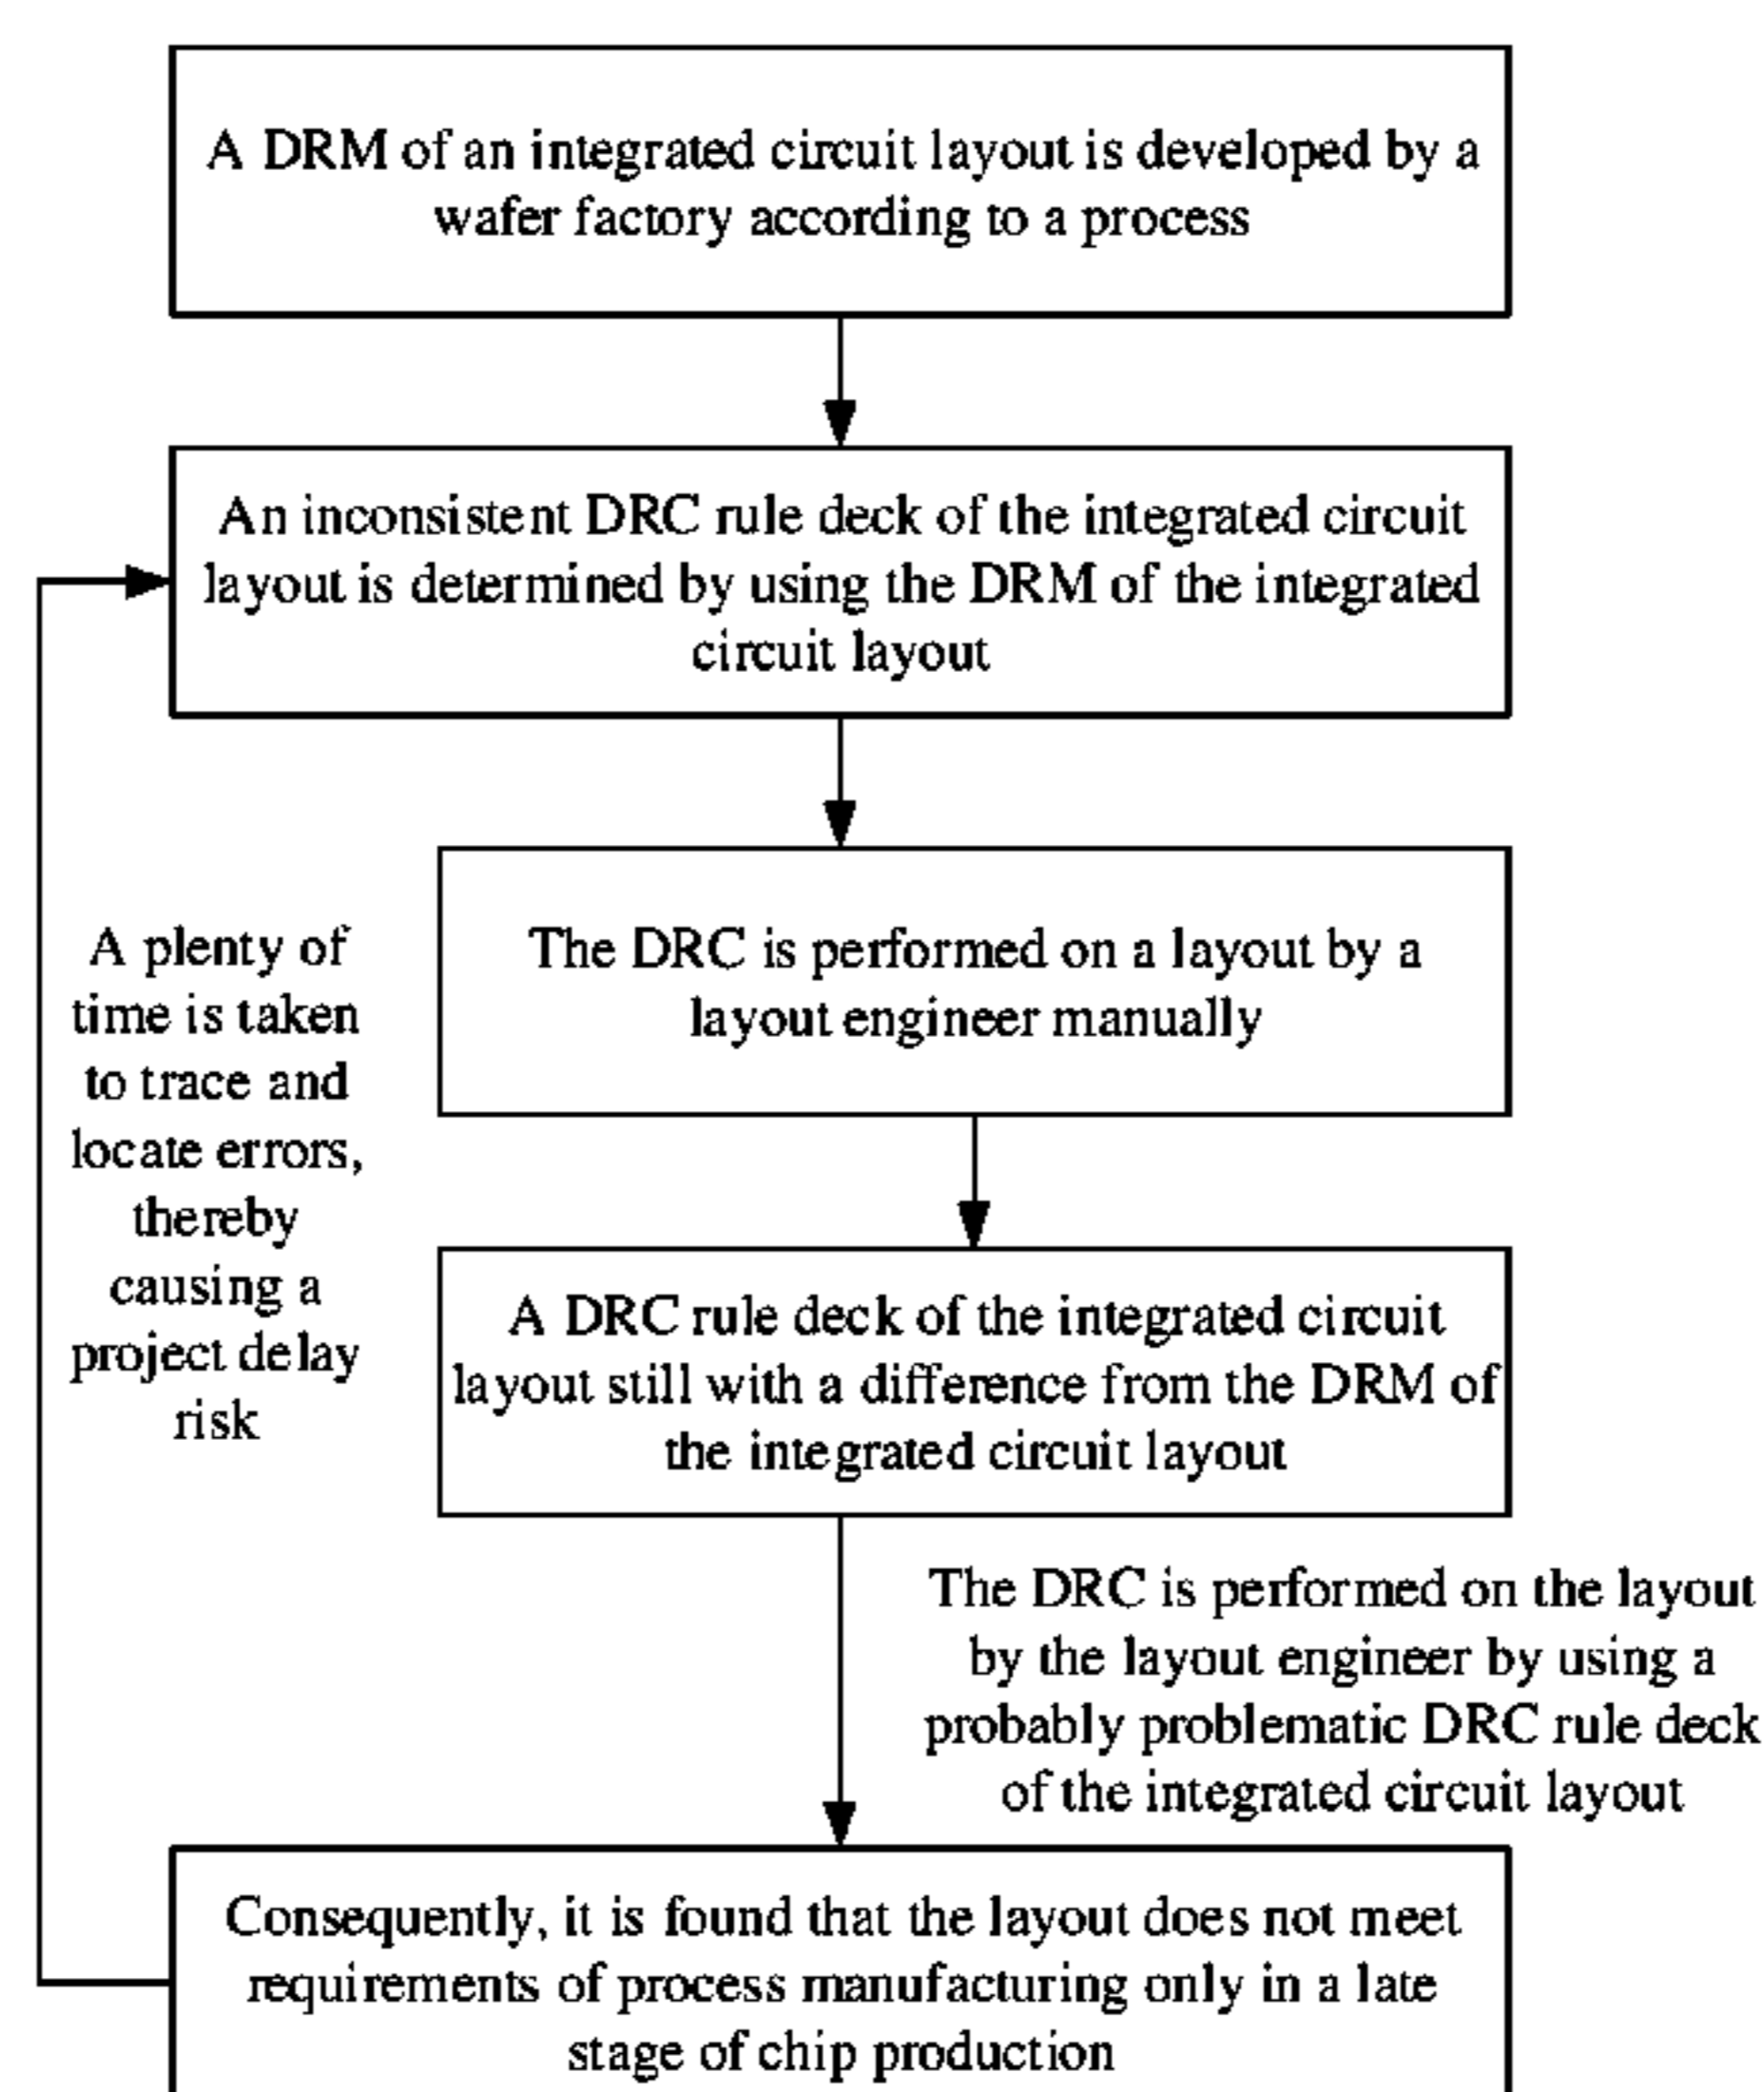 A DRM of an integrated circuit layout is developed by a
wafer factory according to a process
An inconsistent DRC rule deck of the integrated circuit
layout is determined by using the DRM of the integrated
circuit layout
The DRC is performed on a layout by a
layout engineer manually
A plenty of
time is taken
to trace and
locate errors,
thereby
causing a
project delay
risk
A DRC rule deck of the integrated circuit
layout still with a difference from the DRM of
the integrated circuit layout
The DRC is performed on the layout
by the layout engineer by using a
probably problematic DRC rule deck
of the integrated circuit layout
Consequently, it is found that the layout does not meet
requirements of process manufacturing only in a late
stage of chip production